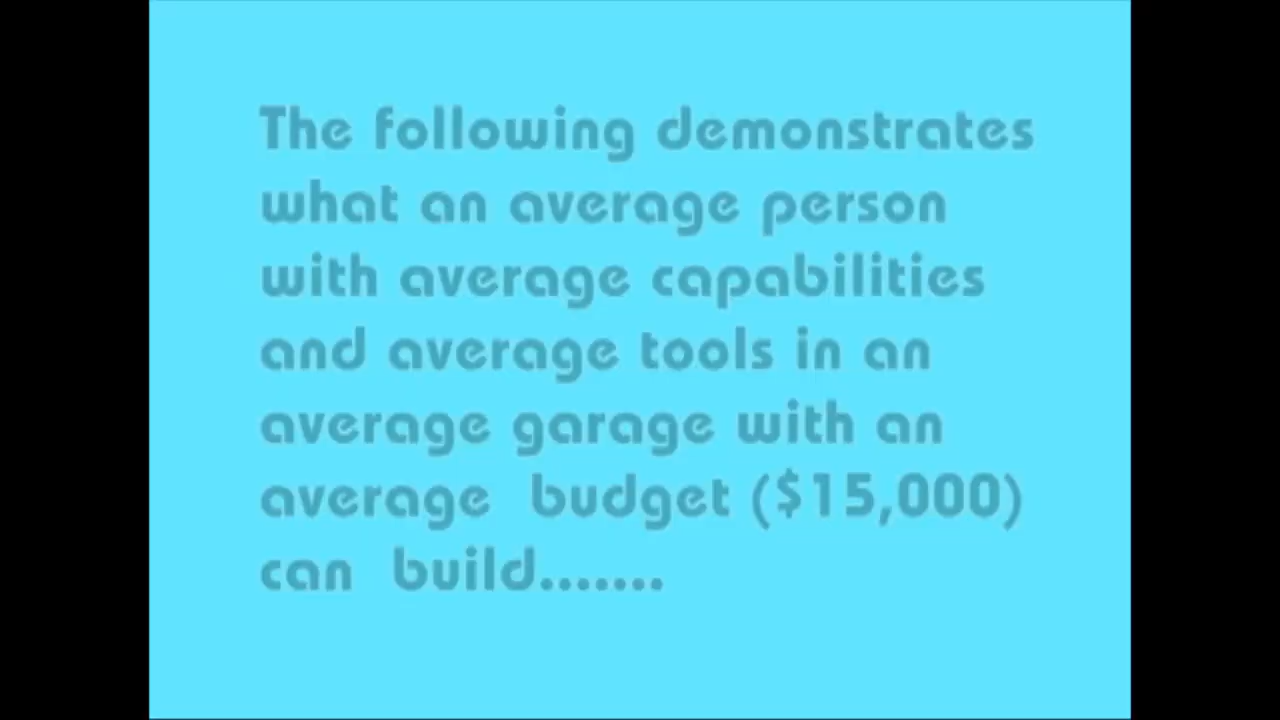 The following demonstrates
what an average person
with average capabilities
and average tools in an
average garage with an
average  budget ($15,000)
can  build.......